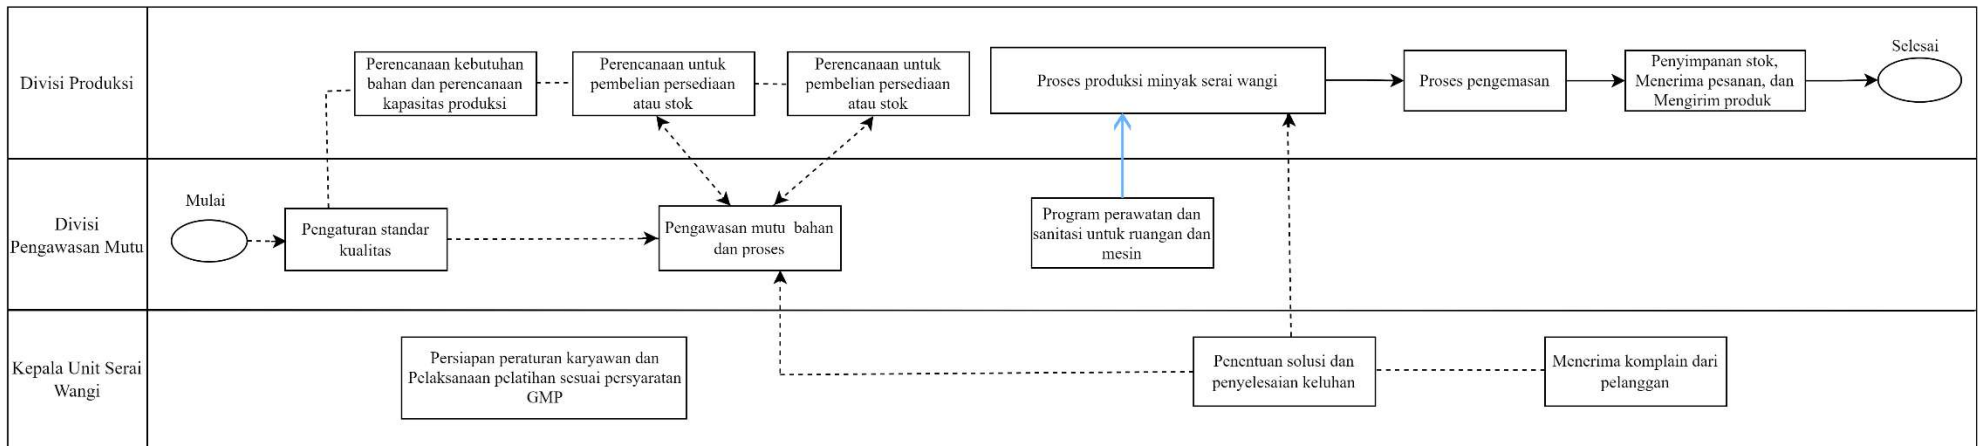 Divisi Produksi
Perencanaan kebutuhan
bahan dan perencanaan
kapasitas produksi
Perencanaan untuk
pembelian persediaan
atau stok
Perencanaan untuk
pembelian persediaan
atau stok
Proses produksi minyak serai wangi
Proses pengemasan
Penyimpanan stok,
Menerima pesanan, dan
Mengirim produk
Selesai
Divisi
Pengawasan Mutu
Mulai
Pengaturan standar
kualitas
Pengawasan mutu bahan
dan proses
Program perawatan dan
sanitasi untuk ruangan dan
mesin
Kepala Unit Serai
Wangi
Persiapan peraturan karyawan dan
Pelaksanaan pelatihan sesuai persyaratan
GMP
Penentuan solusi dan
penyelesaian keluhan
Menerima komplain dari
pelanggan